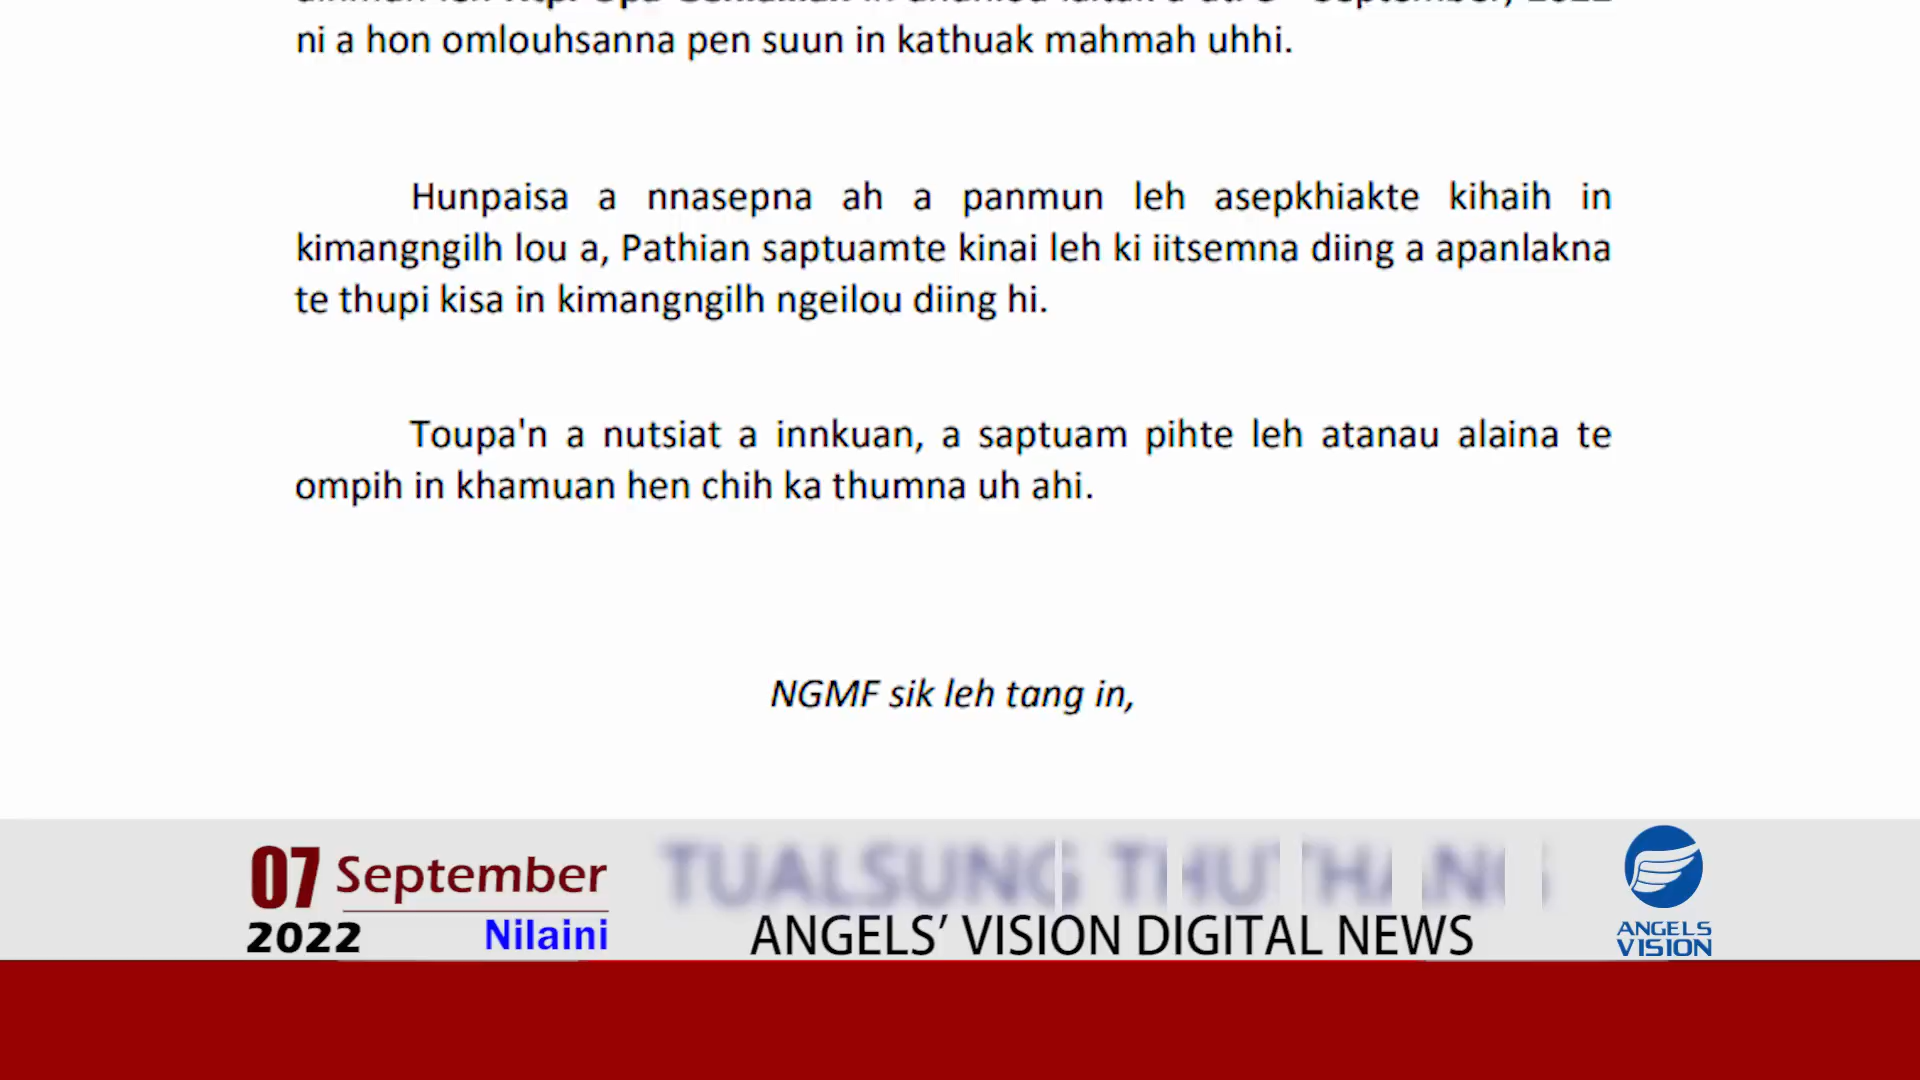 ni a hon omlouhsanna pen suun in kathuak mahmah uhhi.
Hunpaisa a nnasepna ah a panmun leh asepkhiakte kihaih in
kimangngilh lou a, Pathian saptuamte kinai leh ki iitsemna diing a apanlakna
te thupi kisa in kimangngilh ngeilou diing hi.
Toupa'n a nutsiat a innkuan, a saptuam pihte leh atanau alaina te
ompih in khamuan hen chih ka thumna uh ahi.
NGMF sik leh tang in,
07 September
2022 Nilaini
TUALSUNG THUTHANG
ANGELS’ VISION DIGITAL NEWS
ANGELS
VISION